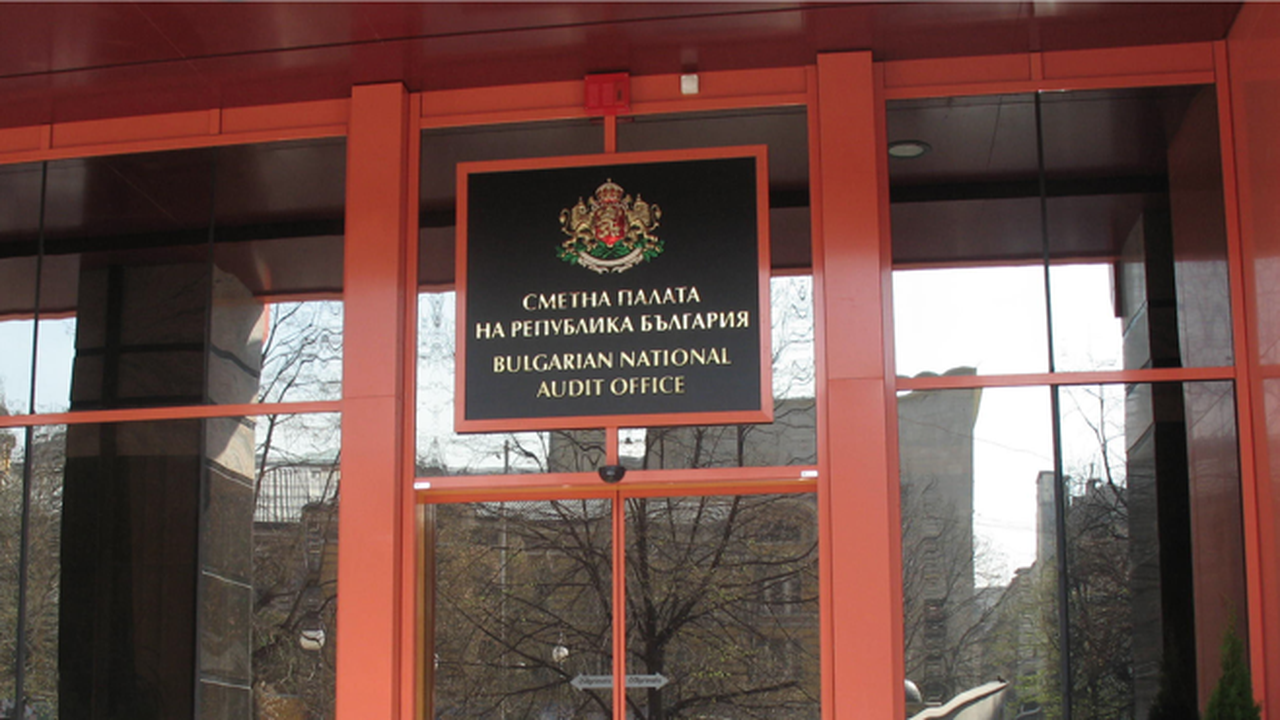 СМЕТНА ПАЛАТА
НА РЕПУБЛИКА БЪЛГАРИЯ
BULGARIAN NATIONAL
AUDIT OFFICE